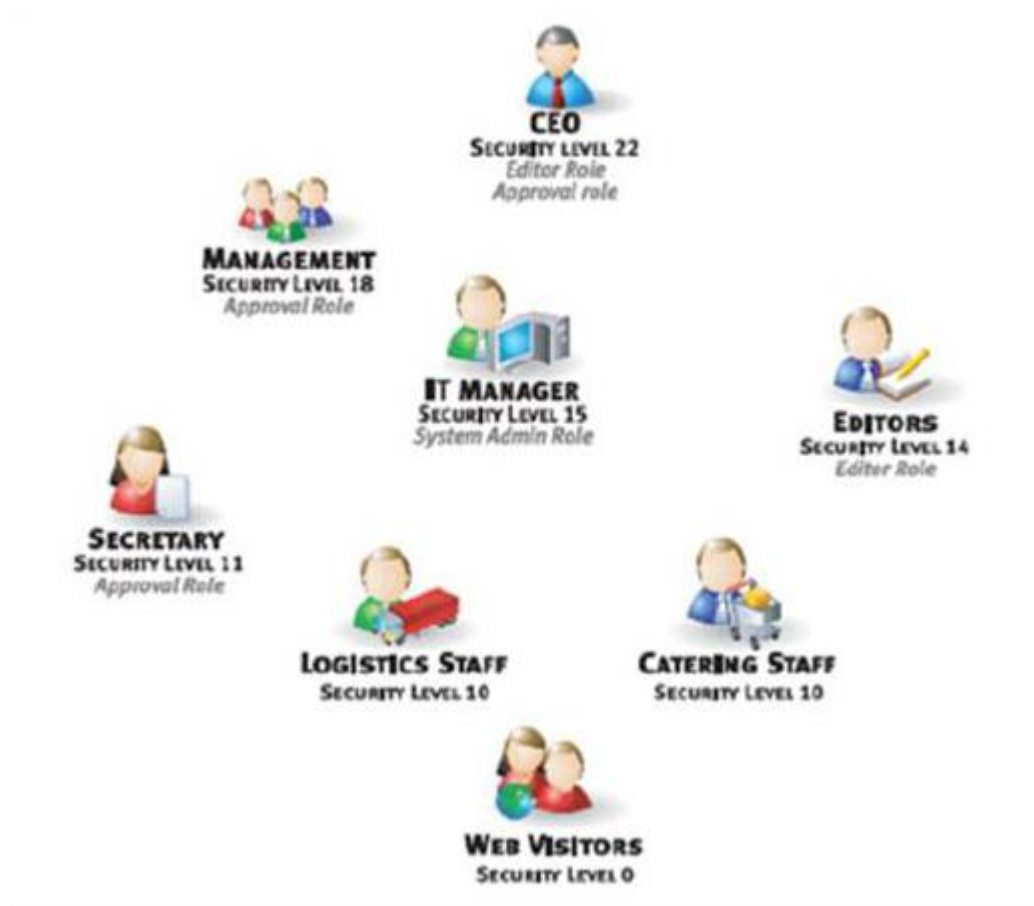 CEO
SECURITY LEVEL 22
Editor Role
Approval role
MANAGEMENT
SECURITY LEVEL 18
Approval Role
IT MANAGER
SECURITY LEVEL 15
System Admin Role
EDITORS
SECURITY LEVEL 14
Editor Role
SECRETARY
SECURITY LEVEL 11
Approval Role
LOGISTICS STAFF
SECURITY LEVEL 10
CATERING STAFF
SECURITY LEVEL 10
WEB VISITORS
SECURITY LEVEL 0